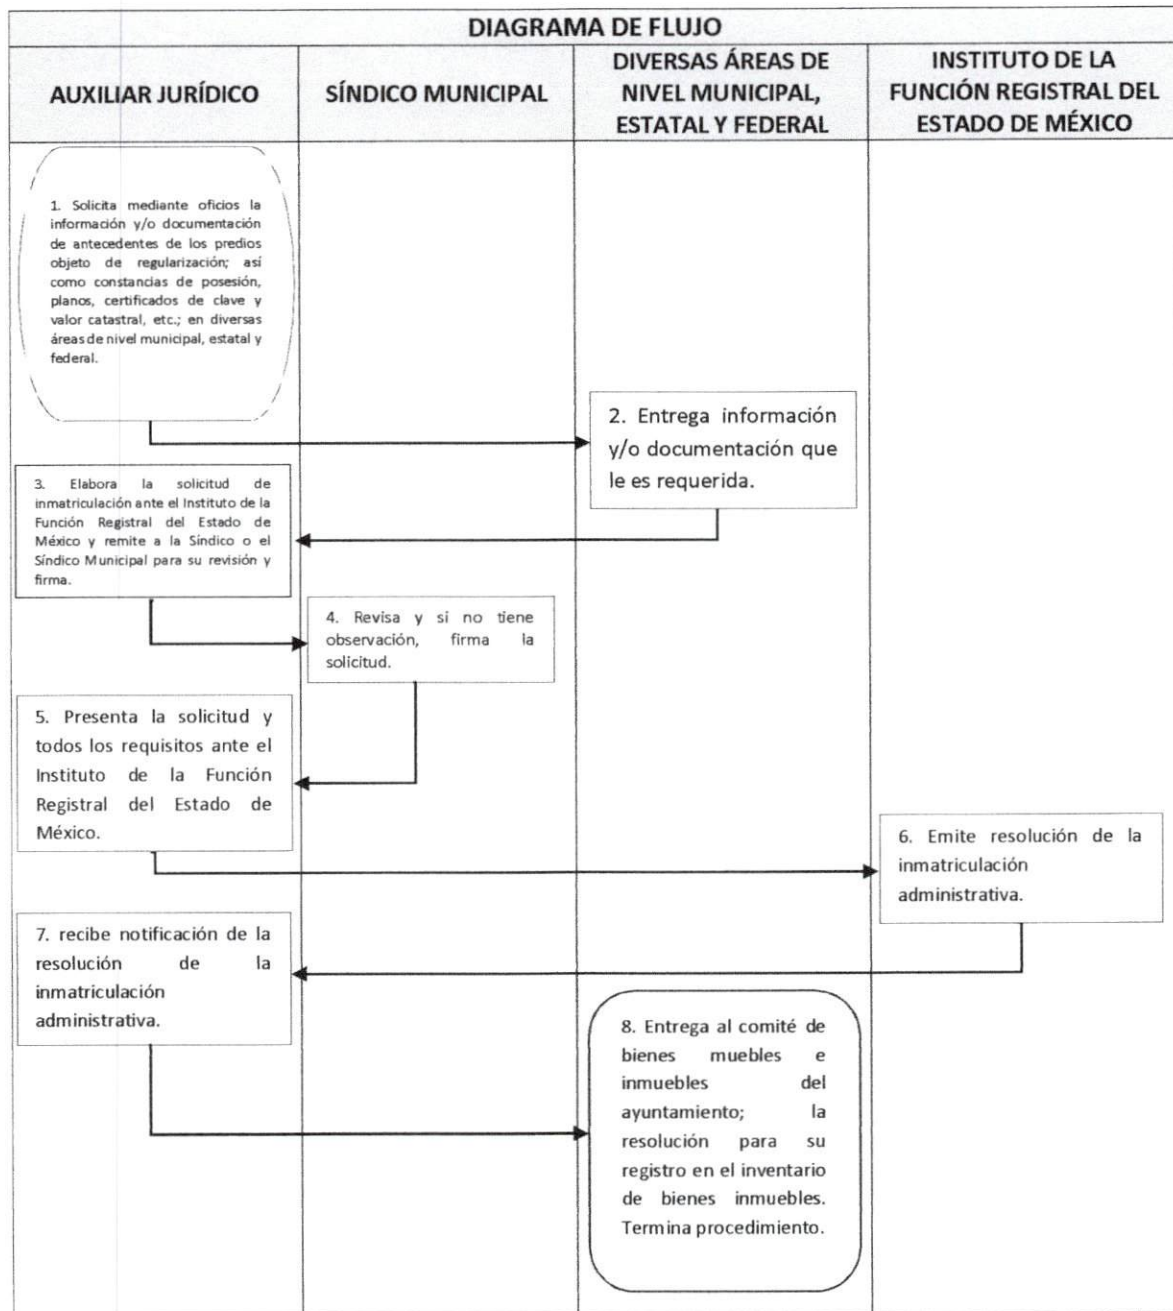 DIAGRAMA DE FLUJO
AUXILIAR JURÍDICO
SÍNDICO MUNICIPAL
DIVERSAS ÁREAS DE
NIVEL MUNICIPAL,
ESTATAL Y FEDERAL
INSTITUTO DE LA
FUNCIÓN REGISTRAL DEL
ESTADO DE MÉXICO
1. Solicita mediante oficios la
información y/o documentación
de antecedentes de los predios
objeto de regularización; así
como constancias de posesión,
planos, certificados de clave y
valor catastral, etc.; en diversas
áreas de nivel municipal, estatal y
federal.
2. Entrega información
y/o documentación que
le es requerida.
3. Elabora la solicitud de
inmatriculación ante el Instituto de la
Función Registral del Estado de
México y remite a la Síndico o el
Síndico Municipal para su revisión y
firma.
4. Revisa y si no tiene
observación, firma la
solicitud.
5. Presenta la solicitud y
todos los requisitos ante el
Instituto de la Función
Registral del Estado de
México.
6. Emite resolución de la
inmatriculación
administrativa.
7. recibe notificación de la
resolución de la
inmatriculación
administrativa.
8. Entrega al comité de
bienes muebles e
inmuebles del
ayuntamiento; la
resolución para su
registro en el inventario
de bienes inmuebles.
Termina procedimiento.